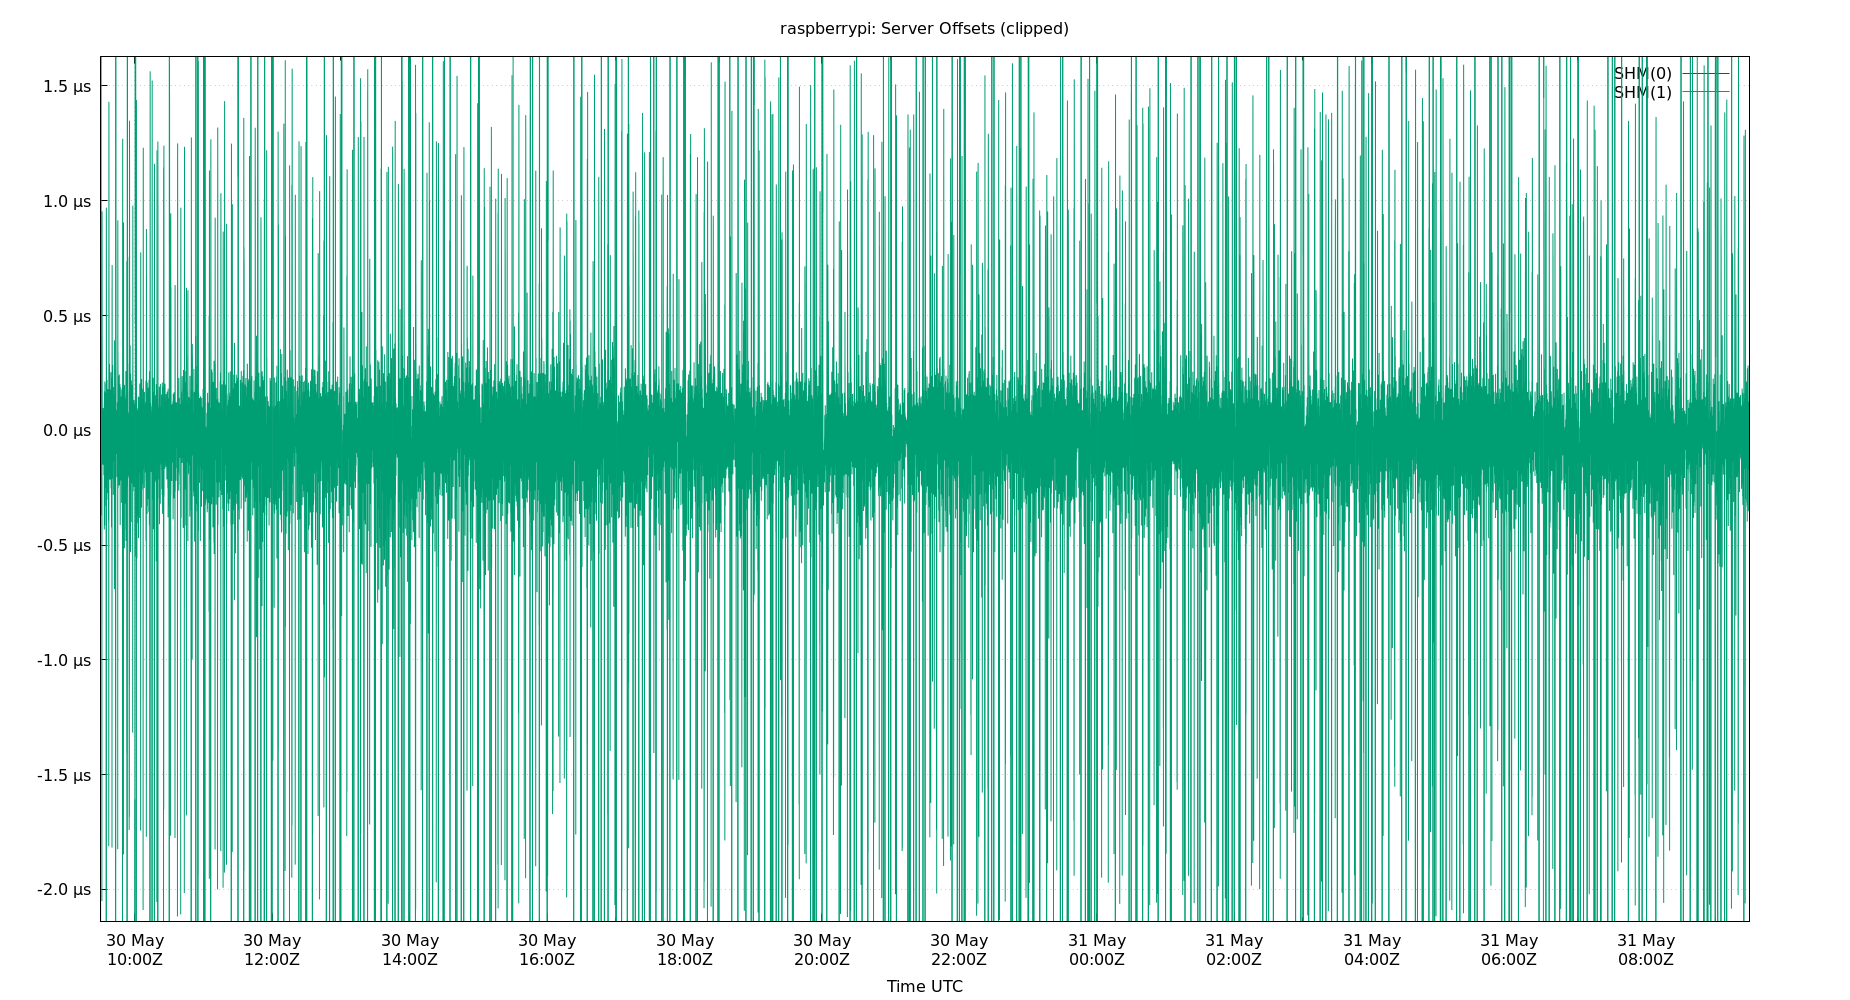 raspberrypi: Server Offsets (clipped)
1.5 µs
1.0 µs
0.5 µs
0.0 µs
-0.5 µs
-1.0 µs
-1.5 µs
-2.0 µs
SHM(0)
SHM(1)
30 May 30 May 30 May 30 May 30 May 30 May 30 May 31 May 31 May 31 May 31 May 31 May
10:00Z 12:00Z 14:00Z 16:00Z 18:00Z 20:00Z 22:00Z 00:00Z 02:00Z 04:00Z 06:00Z 08:00Z
Time UTC